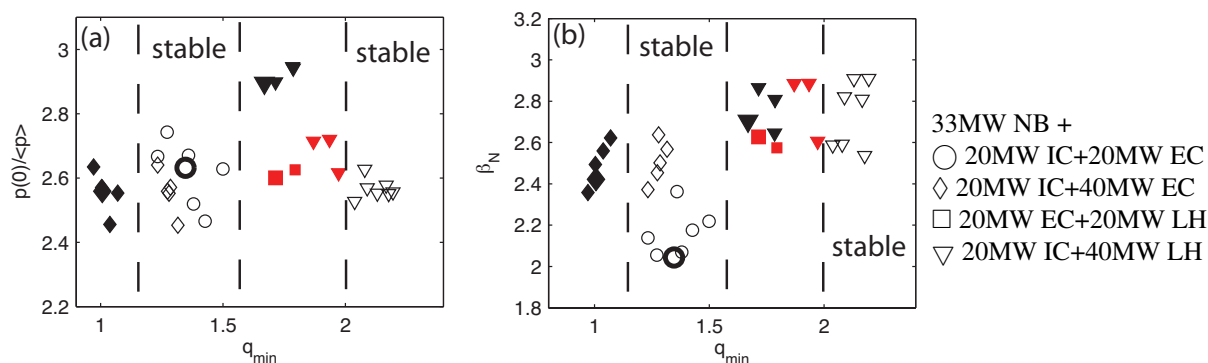 (a)
stable
stable
3
2.8
2.6
2.4
2.2
p(0)/<p>
1
1.5
2
q_min
(b)
stable
stable
3.2
3
2.8
2.6
2.4
2.2
2
1.8
β_N
1
1.5
2
q_min
33MW NB +
20MW IC+20MW EC
20MW IC+40MW EC
20MW EC+20MW LH
20MW IC+40MW LH